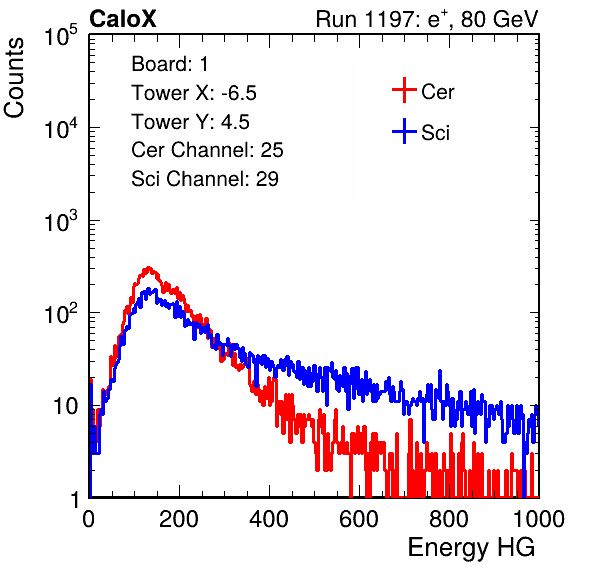 CaloX Run 1197: e⁺, 80 GeV
Counts
Board: 1
Tower X: -6.5
Tower Y: 4.5
Cer Channel: 25
Sci Channel: 29
Cer
Sci
10⁵
10⁴
10³
10²
10
1
0 200 400 600 800 1000
Energy HG